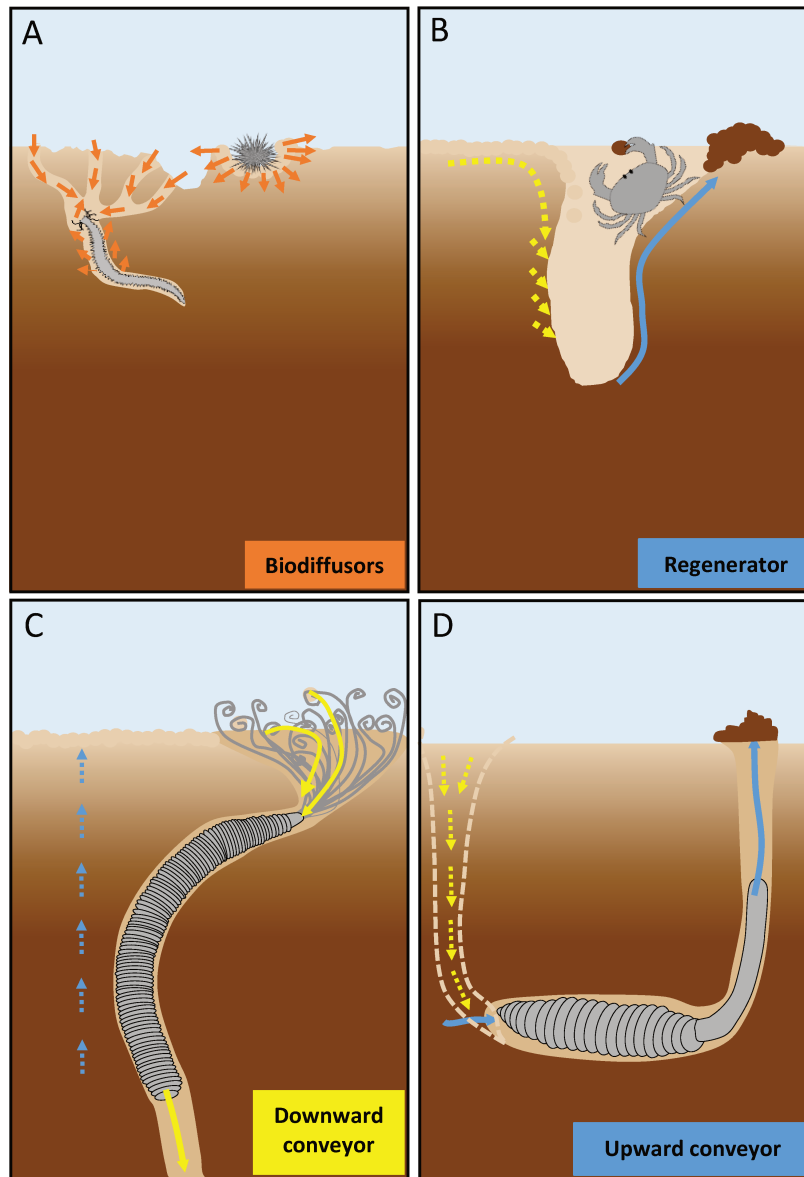 A
B
Biodiffusors
Regenerator
C
D
Downward
conveyor
Upward conveyor